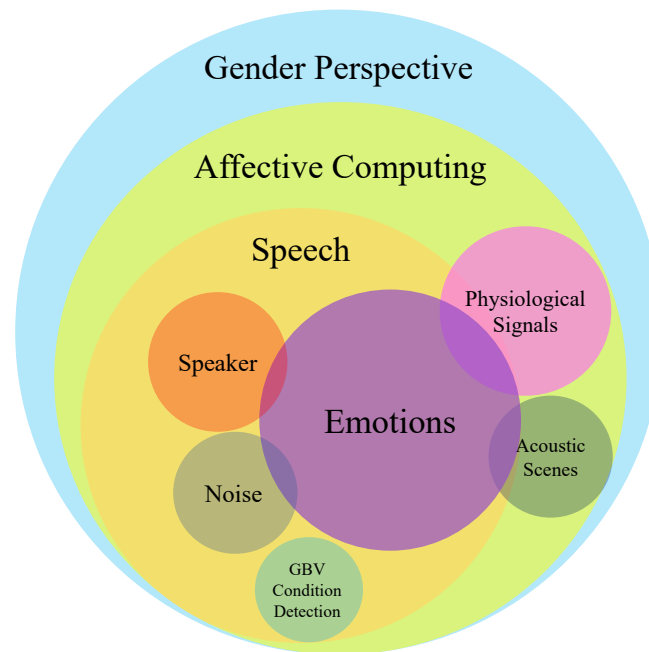 Gender Perspective
Affective Computing
Speech
Physiological
Signals
Speaker
Emotions
Acoustic
Scenes
Noise
GBV
Condition
Detection